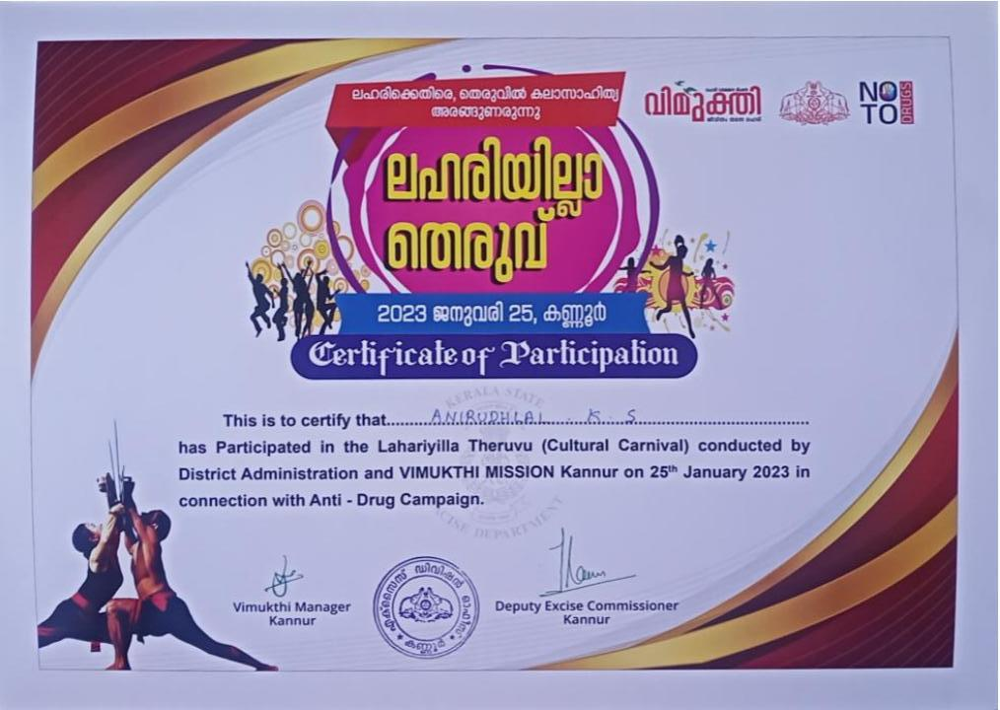 ലഹരിക്കെതിരെ, തെരുവിൽ കലാസാഹിത്യ
അരങ്ങുണരുന്നു
വിമുക്തി
NO
TO
DRUGS
ലഹരിയില്ലാ
തെരുവ്
2023 ജനുവരി 25, കണ്ണൂർ
Certificate of Participation
KERALA STATE
This is to certify that..........ANIRUDHLAL . K. S..........
has Participated in the Lahariyilla Theruvu (Cultural Carnival) conducted by
District Administration and VIMUKTHI MISSION Kannur on 25th January 2023 in
connection with Anti - Drug Campaign.
EXCISE DEPARTMENT
Vimukthi Manager
Kannur
എക്സൈസ് ഡിവിഷൻ ഓഫീസ്
കണ്ണൂർ
Deputy Excise Commissioner
Kannur